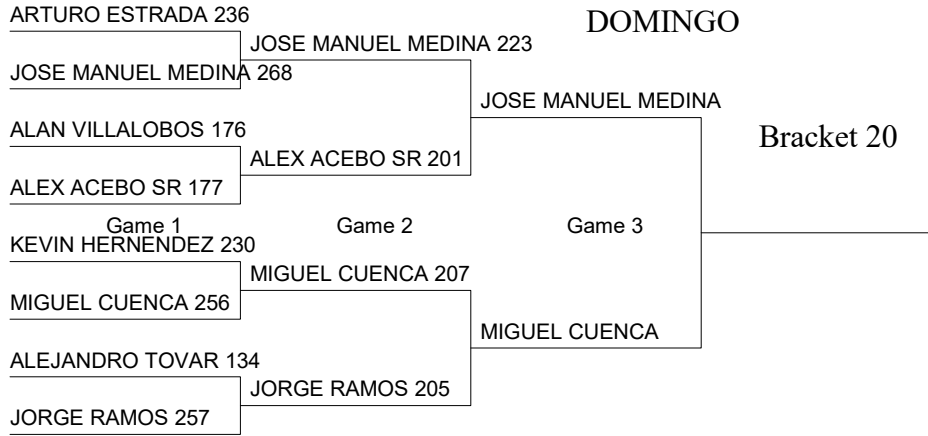 ARTURO ESTRADA 236
DOMINGO
JOSE MANUEL MEDINA 223
JOSE MANUEL MEDINA 268
JOSE MANUEL MEDINA
ALAN VILLALOBOS 176
Bracket 20
ALEX ACEBO SR 201
ALEX ACEBO SR 177
Game 1
Game 2
Game 3
KEVIN HERNENDEZ 230
MIGUEL CUENCA 207
MIGUEL CUENCA 256
MIGUEL CUENCA
ALEJANDRO TOVAR 134
JORGE RAMOS 205
JORGE RAMOS 257